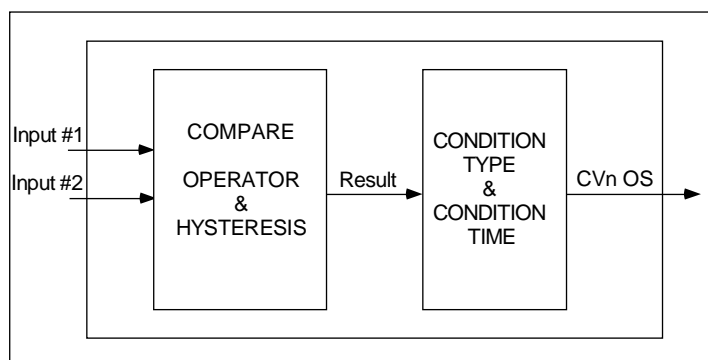 Input #1
Input #2
COMPARE
OPERATOR
&
HYSTERESIS
Result
CONDITION
TYPE
&
CONDITION
TIME
CVn OS